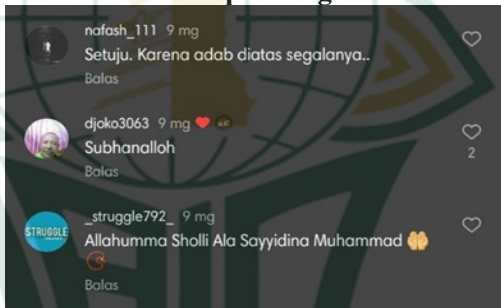 nafash_111 9 mg
Setuju. Karena adab diatas segalanya..
Balas
djoko3063 9 mg
Subhanalloh
2
Balas
STRUGGLE
_struggle792_ 9 mg
Allahumma Sholli Ala Sayyidina Muhammad 🤲
Balas